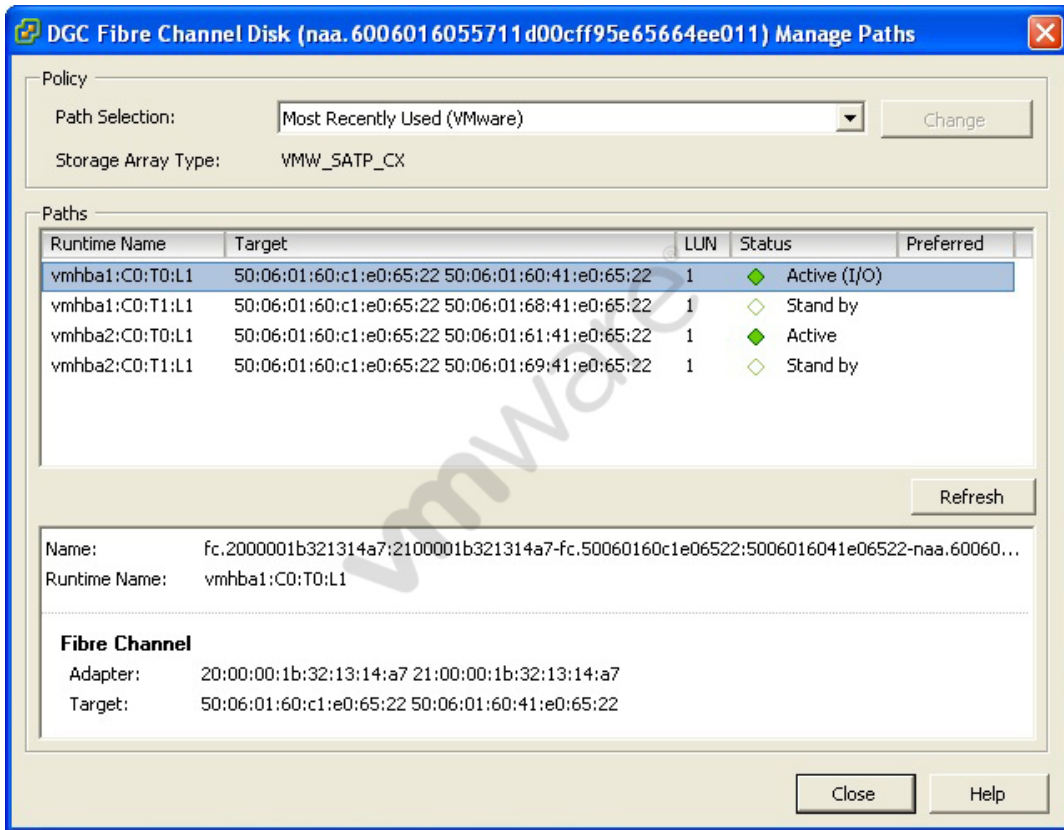 DGC Fibre Channel Disk (naa.6006016055711d00cff95e65664ee011) Manage Paths
Policy
Path Selection: Most Recently Used (VMware) Change
Storage Array Type: VMW_SATP_CX
Paths
Runtime Name Target LUN Status Preferred
vmhba1:C0:T0:L1 50:06:01:60:c1:e0:65:22 50:06:01:60:41:e0:65:22 1 Active (I/O)
vmhba1:C0:T1:L1 50:06:01:60:c1:e0:65:22 50:06:01:68:41:e0:65:22 1 Stand by
vmhba2:C0:T0:L1 50:06:01:60:c1:e0:65:22 50:06:01:61:41:e0:65:22 1 Active
vmhba2:C0:T1:L1 50:06:01:60:c1:e0:65:22 50:06:01:69:41:e0:65:22 1 Stand by
vmware®
Refresh
Name: fc.2000001b321314a7:2100001b321314a7-fc.50060160c1e06522:5006016041e06522-naa.60060...
Runtime Name: vmhba1:C0:T0:L1
Fibre Channel
Adapter: 20:00:00:1b:32:13:14:a7 21:00:00:1b:32:13:14:a7
Target: 50:06:01:60:c1:e0:65:22 50:06:01:60:41:e0:65:22
Close Help